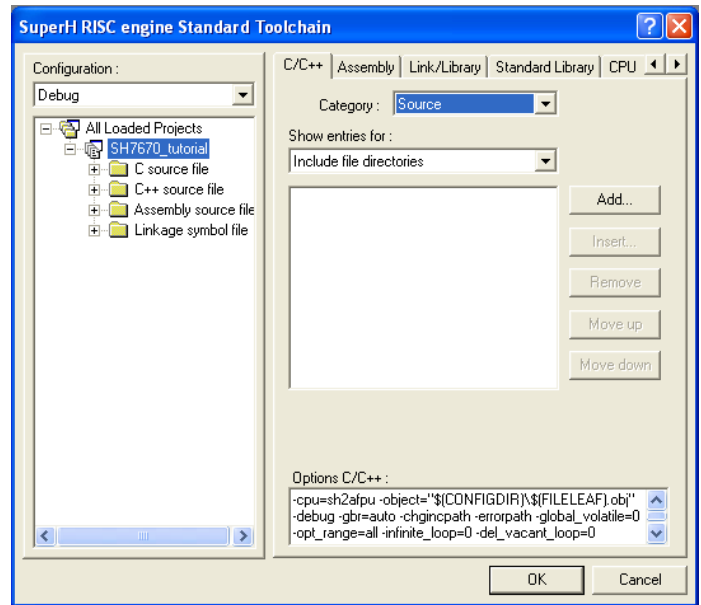 SuperH RISC engine Standard Toolchain
Configuration :
Debug
All Loaded Projects
SH7670_tutorial
C source file
C++ source file
Assembly source file
Linkage symbol file
C/C++ Assembly Link/Library Standard Library CPU
Category : Source
Show entries for :
Include file directories
Add...
Insert...
Remove
Move up
Move down
Options C/C++ :
-cpu=sh2afpu -object="$(CONFIGDIR)\$(FILELEAF).obj"
-debug -gbr=auto -chgincpath -errorpath -global_volatile=0
-opt_range=all -infinite_loop=0 -del_vacant_loop=0
OK Cancel